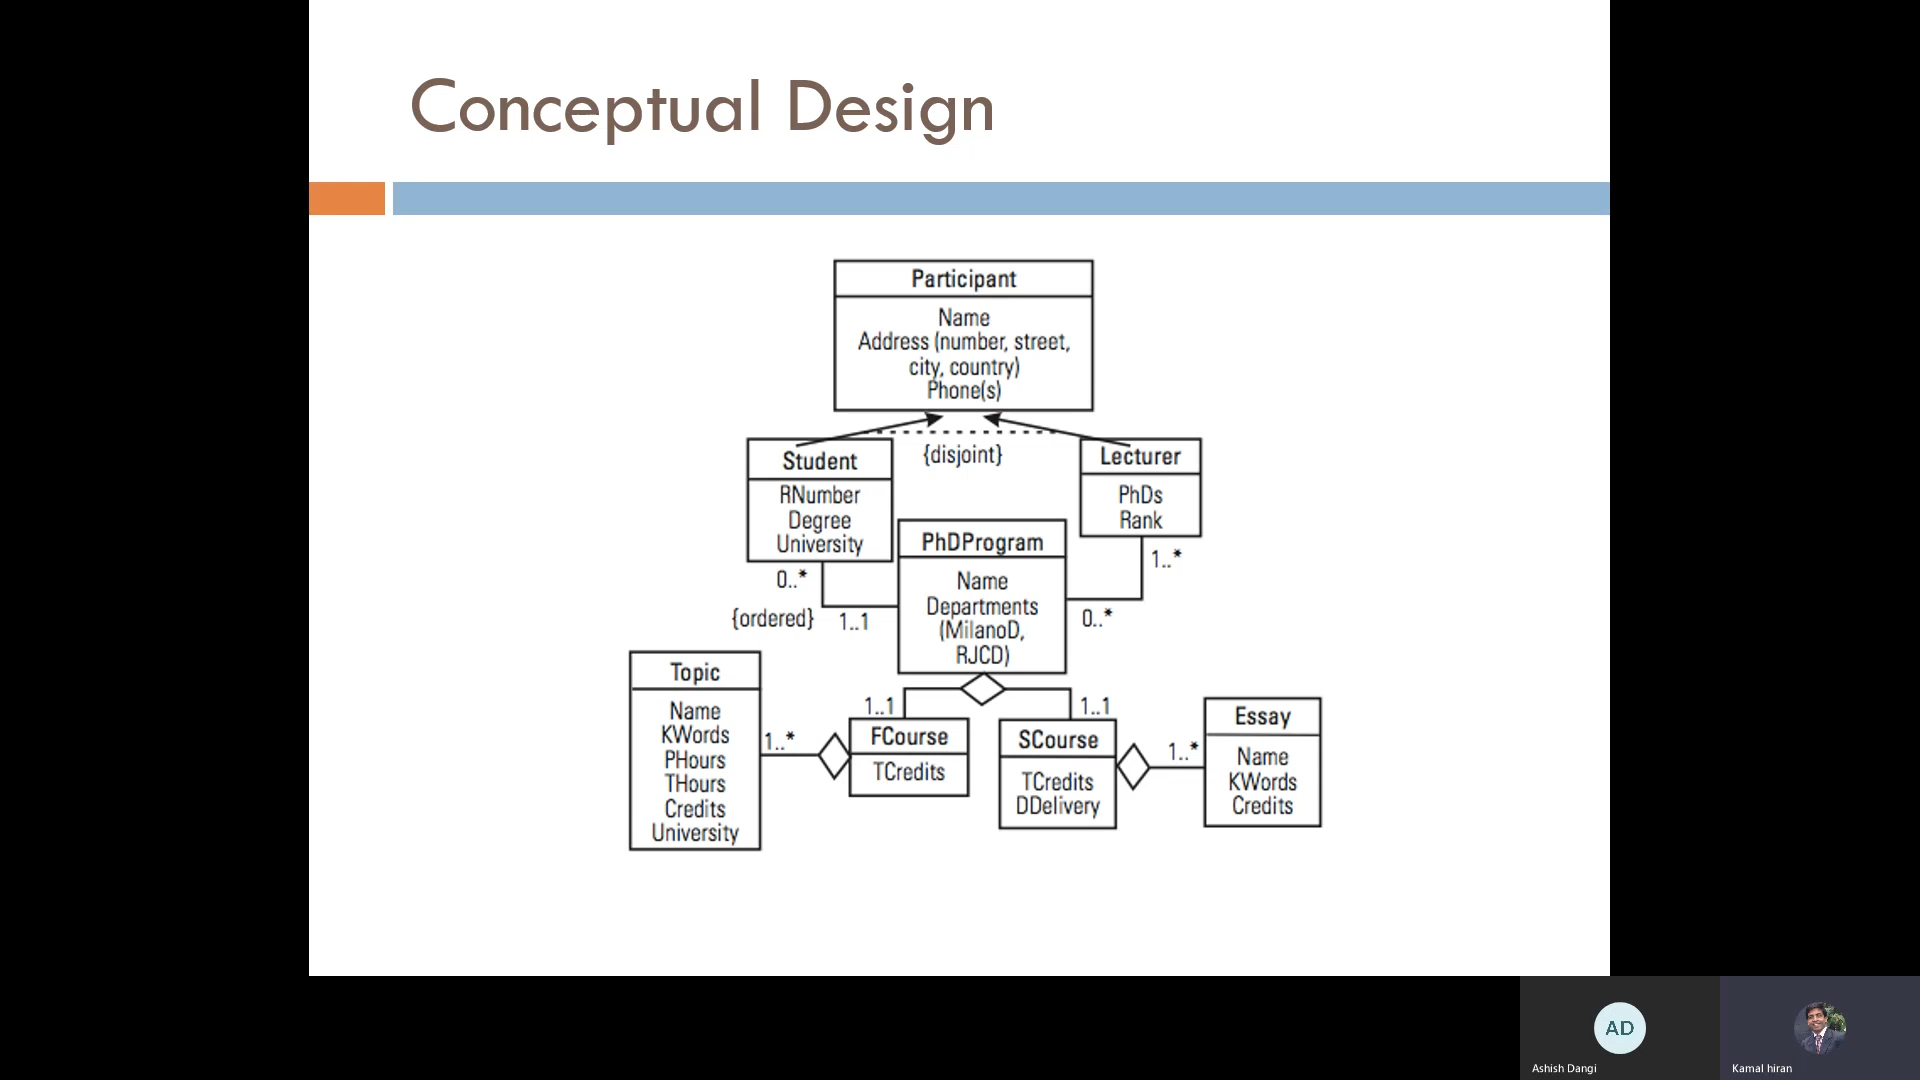 Conceptual Design
Participant
Name
Address (number, street,
city, country)
Phone(s)
{disjoint}
Student
RNumber
Degree
University
Lecturer
PhDs
Rank
PhDProgram
Name
Departments
(MilanoD,
RJCD)
0..*
{ordered}
1..1
1..*
0..*
Topic
Name
KWords
PHours
THours
Credits
University
1..*
1..1
FCourse
TCredits
1..1
SCourse
TCredits
DDelivery
1..*
Essay
Name
KWords
Credits
AD
Ashish Dangi
Kamal hiran